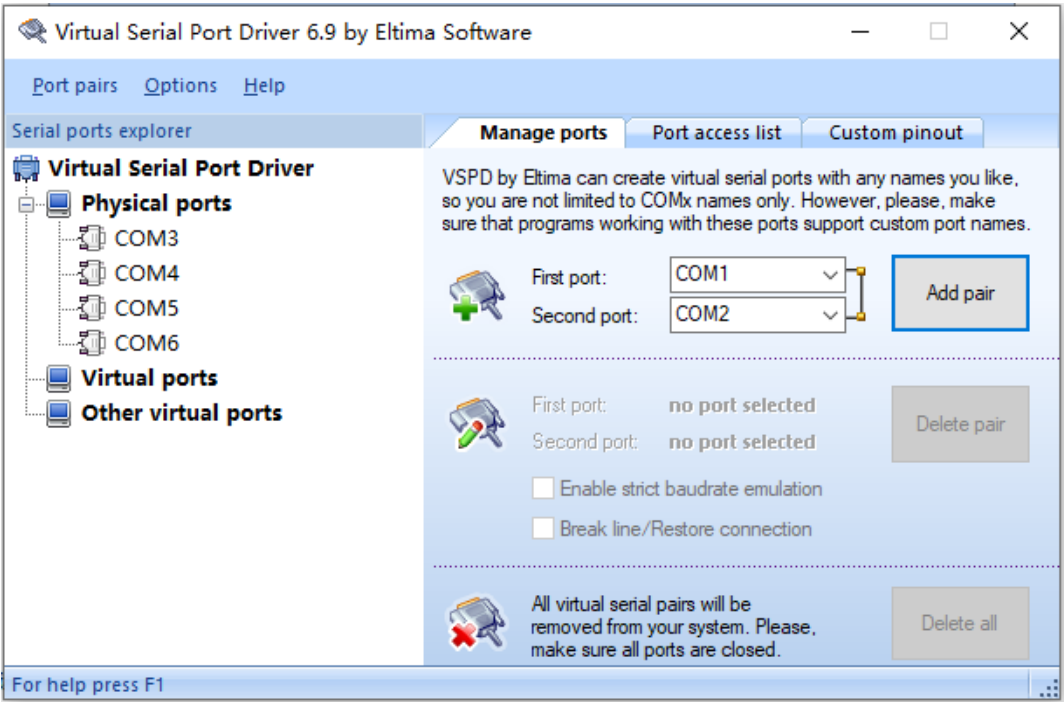 Virtual Serial Port Driver 6.9 by Eltima Software
Port pairs Options Help
Serial ports explorer
Virtual Serial Port Driver
Physical ports
COM3
COM4
COM5
COM6
Virtual ports
Other virtual ports
Manage ports Port access list Custom pinout
VSPD by Eltima can create virtual serial ports with any names you like,
so you are not limited to COMx names only. However, please, make
sure that programs working with these ports support custom port names.
First port: COM1
Second port: COM2
Add pair
First port: no port selected
Second port: no port selected
Delete pair
Enable strict baudrate emulation
Break line/Restore connection
All virtual serial pairs will be
removed from your system. Please,
make sure all ports are closed.
Delete all
For help press F1